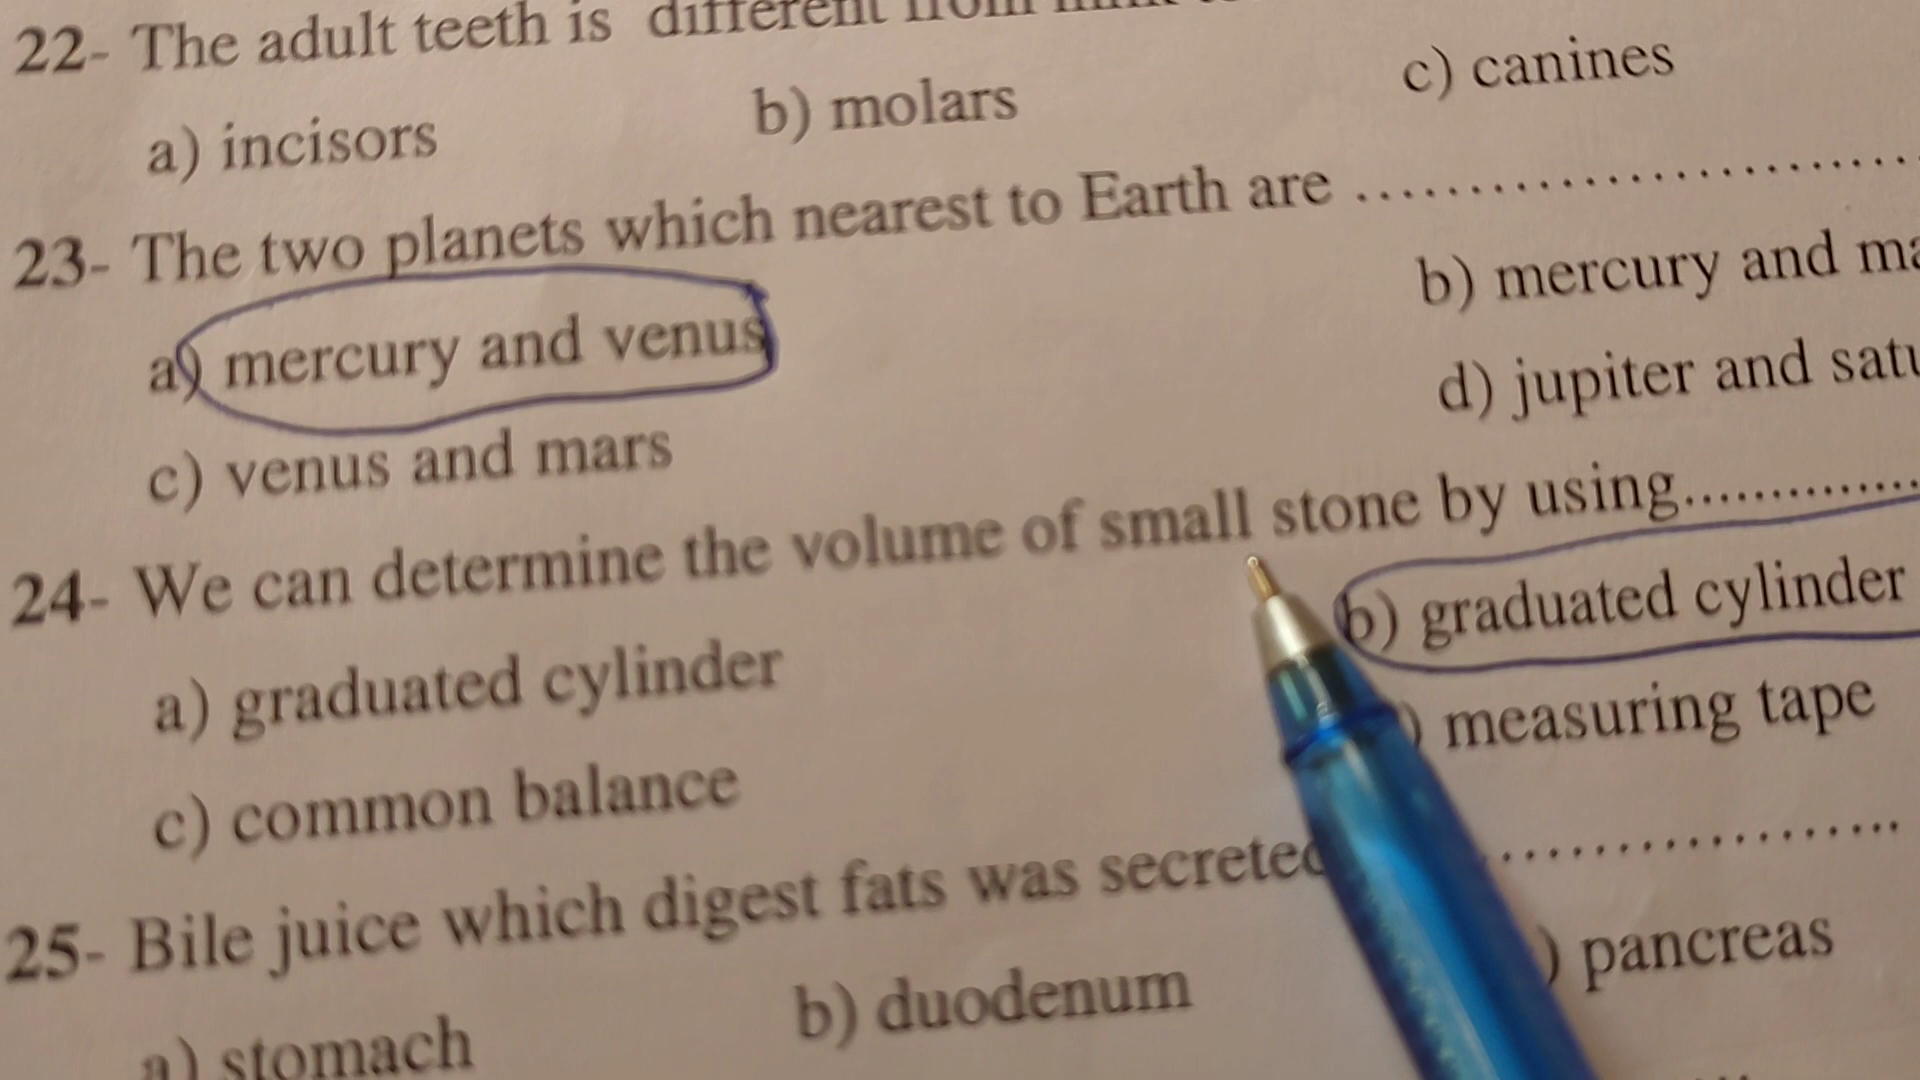 22- The adult teeth is different from
a) incisors b) molars c) canines
23- The two planets which nearest to Earth are ........................
a) mercury and venus b) mercury and
c) venus and mars d) jupiter and
24- We can determine the volume of small stone by using...............
a) graduated cylinder b) graduated cylinder
c) common balance ) measuring tape
25- Bile juice which digest fats was ...................
a) stomach b) duodenum ) pancreas